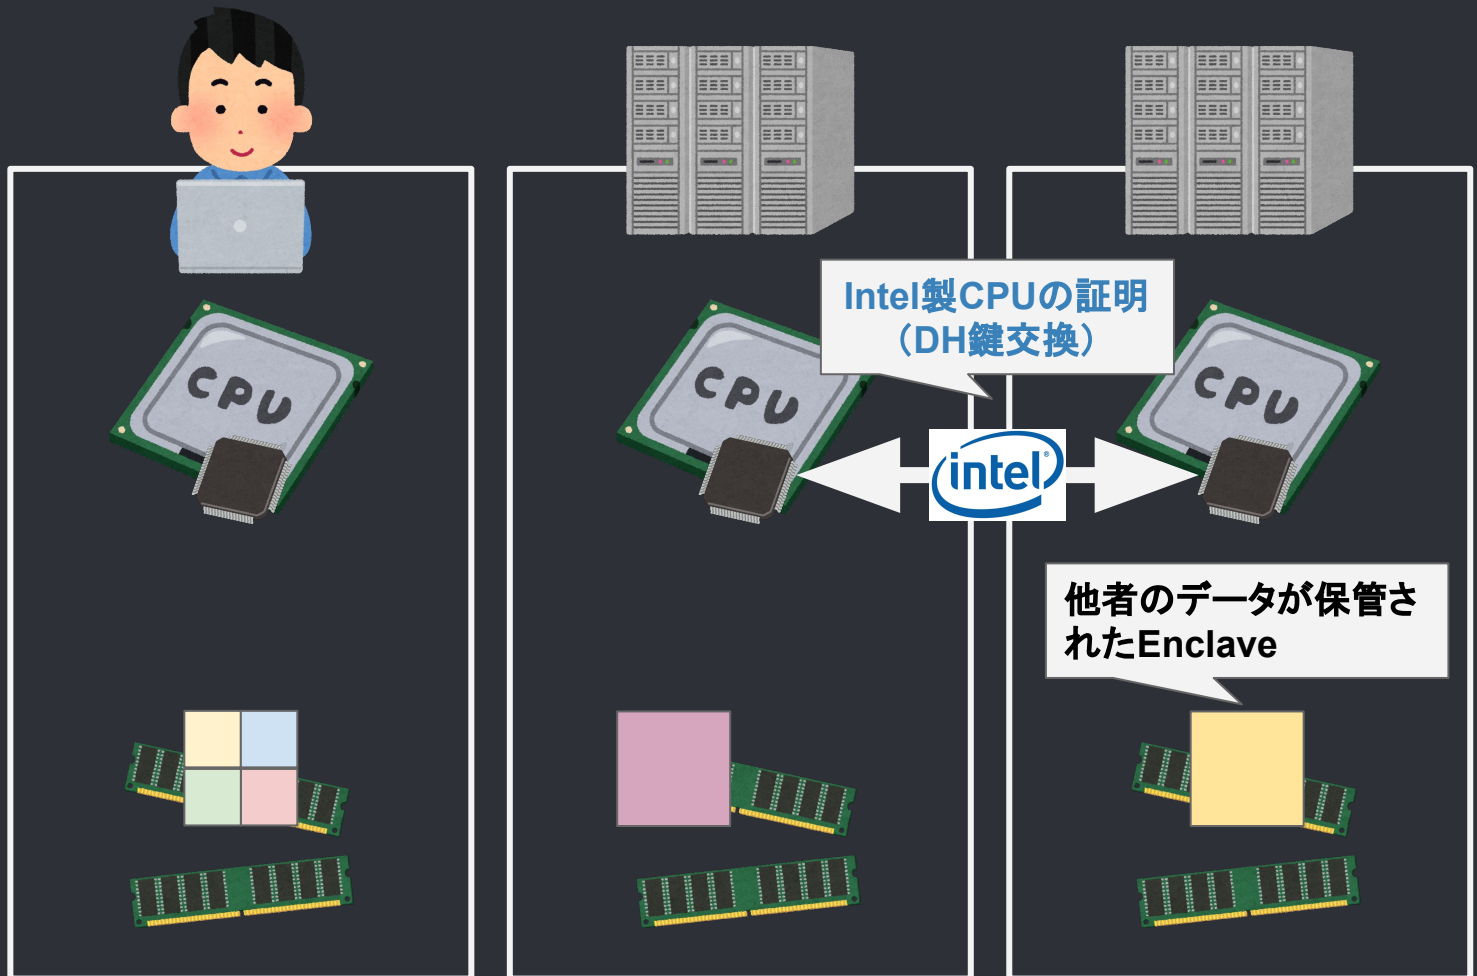 Intel製CPUの証明
（DH鍵交換）
CPU
CPU
CPU
intel
他者のデータが保管さ
れたEnclave